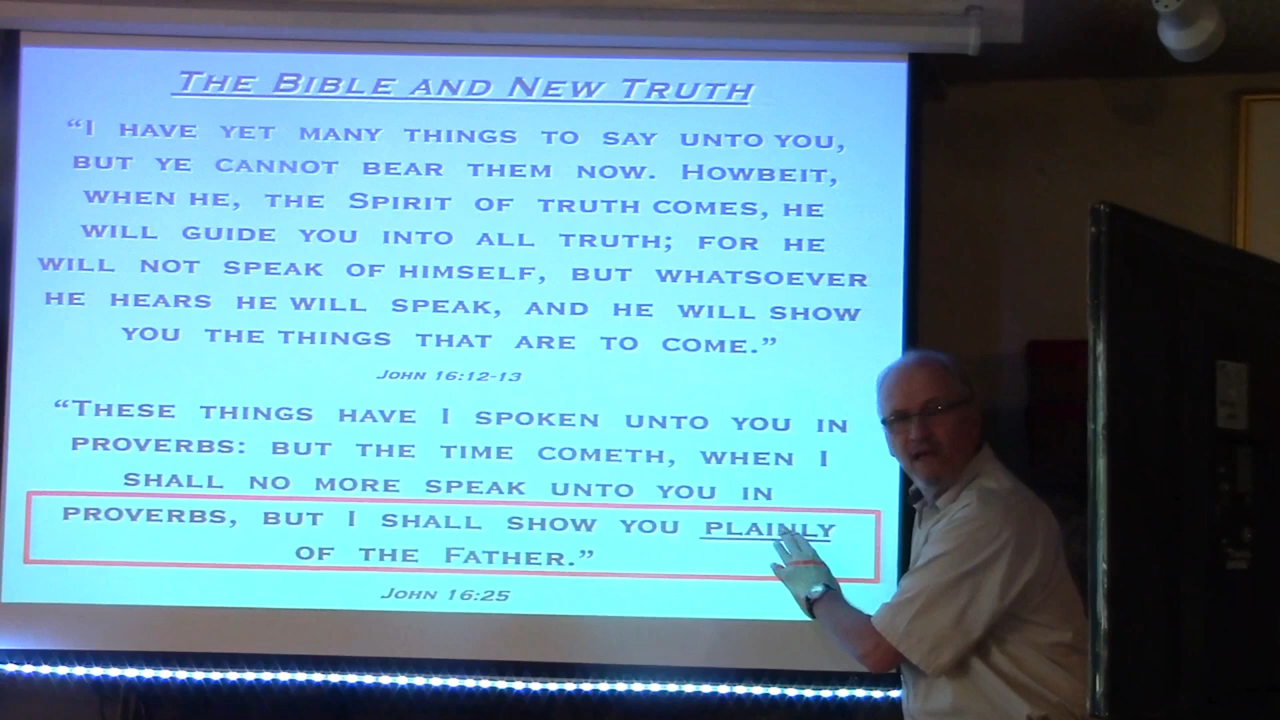 THE BIBLE AND NEW TRUTH
“I HAVE YET MANY THINGS TO SAY UNTO YOU,
BUT YE CANNOT BEAR THEM NOW. HOWBEIT,
WHEN HE, THE SPIRIT OF TRUTH COMES, HE
WILL GUIDE YOU INTO ALL TRUTH; FOR HE
WILL NOT SPEAK OF HIMSELF, BUT WHATSOEVER
HE HEARS HE WILL SPEAK, AND HE WILL SHOW
YOU THE THINGS THAT ARE TO COME.”
JOHN 16:12-13
“THESE THINGS HAVE I SPOKEN UNTO YOU IN
PROVERBS: BUT THE TIME COMETH, WHEN I
SHALL NO MORE SPEAK UNTO YOU IN
PROVERBS, BUT I SHALL SHOW YOU PLAINLY
OF THE FATHER.”
JOHN 16:25